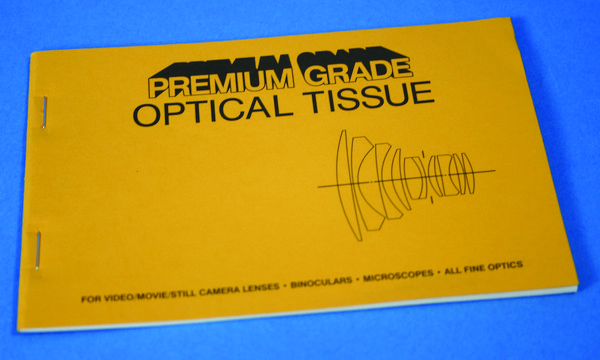 PREMIUM GRADE
OPTICAL TISSUE
FOR VIDEO/MOVIE/STILL CAMERA LENSES • BINOCULARS • MICROSCOPES • ALL FINE OPTICS